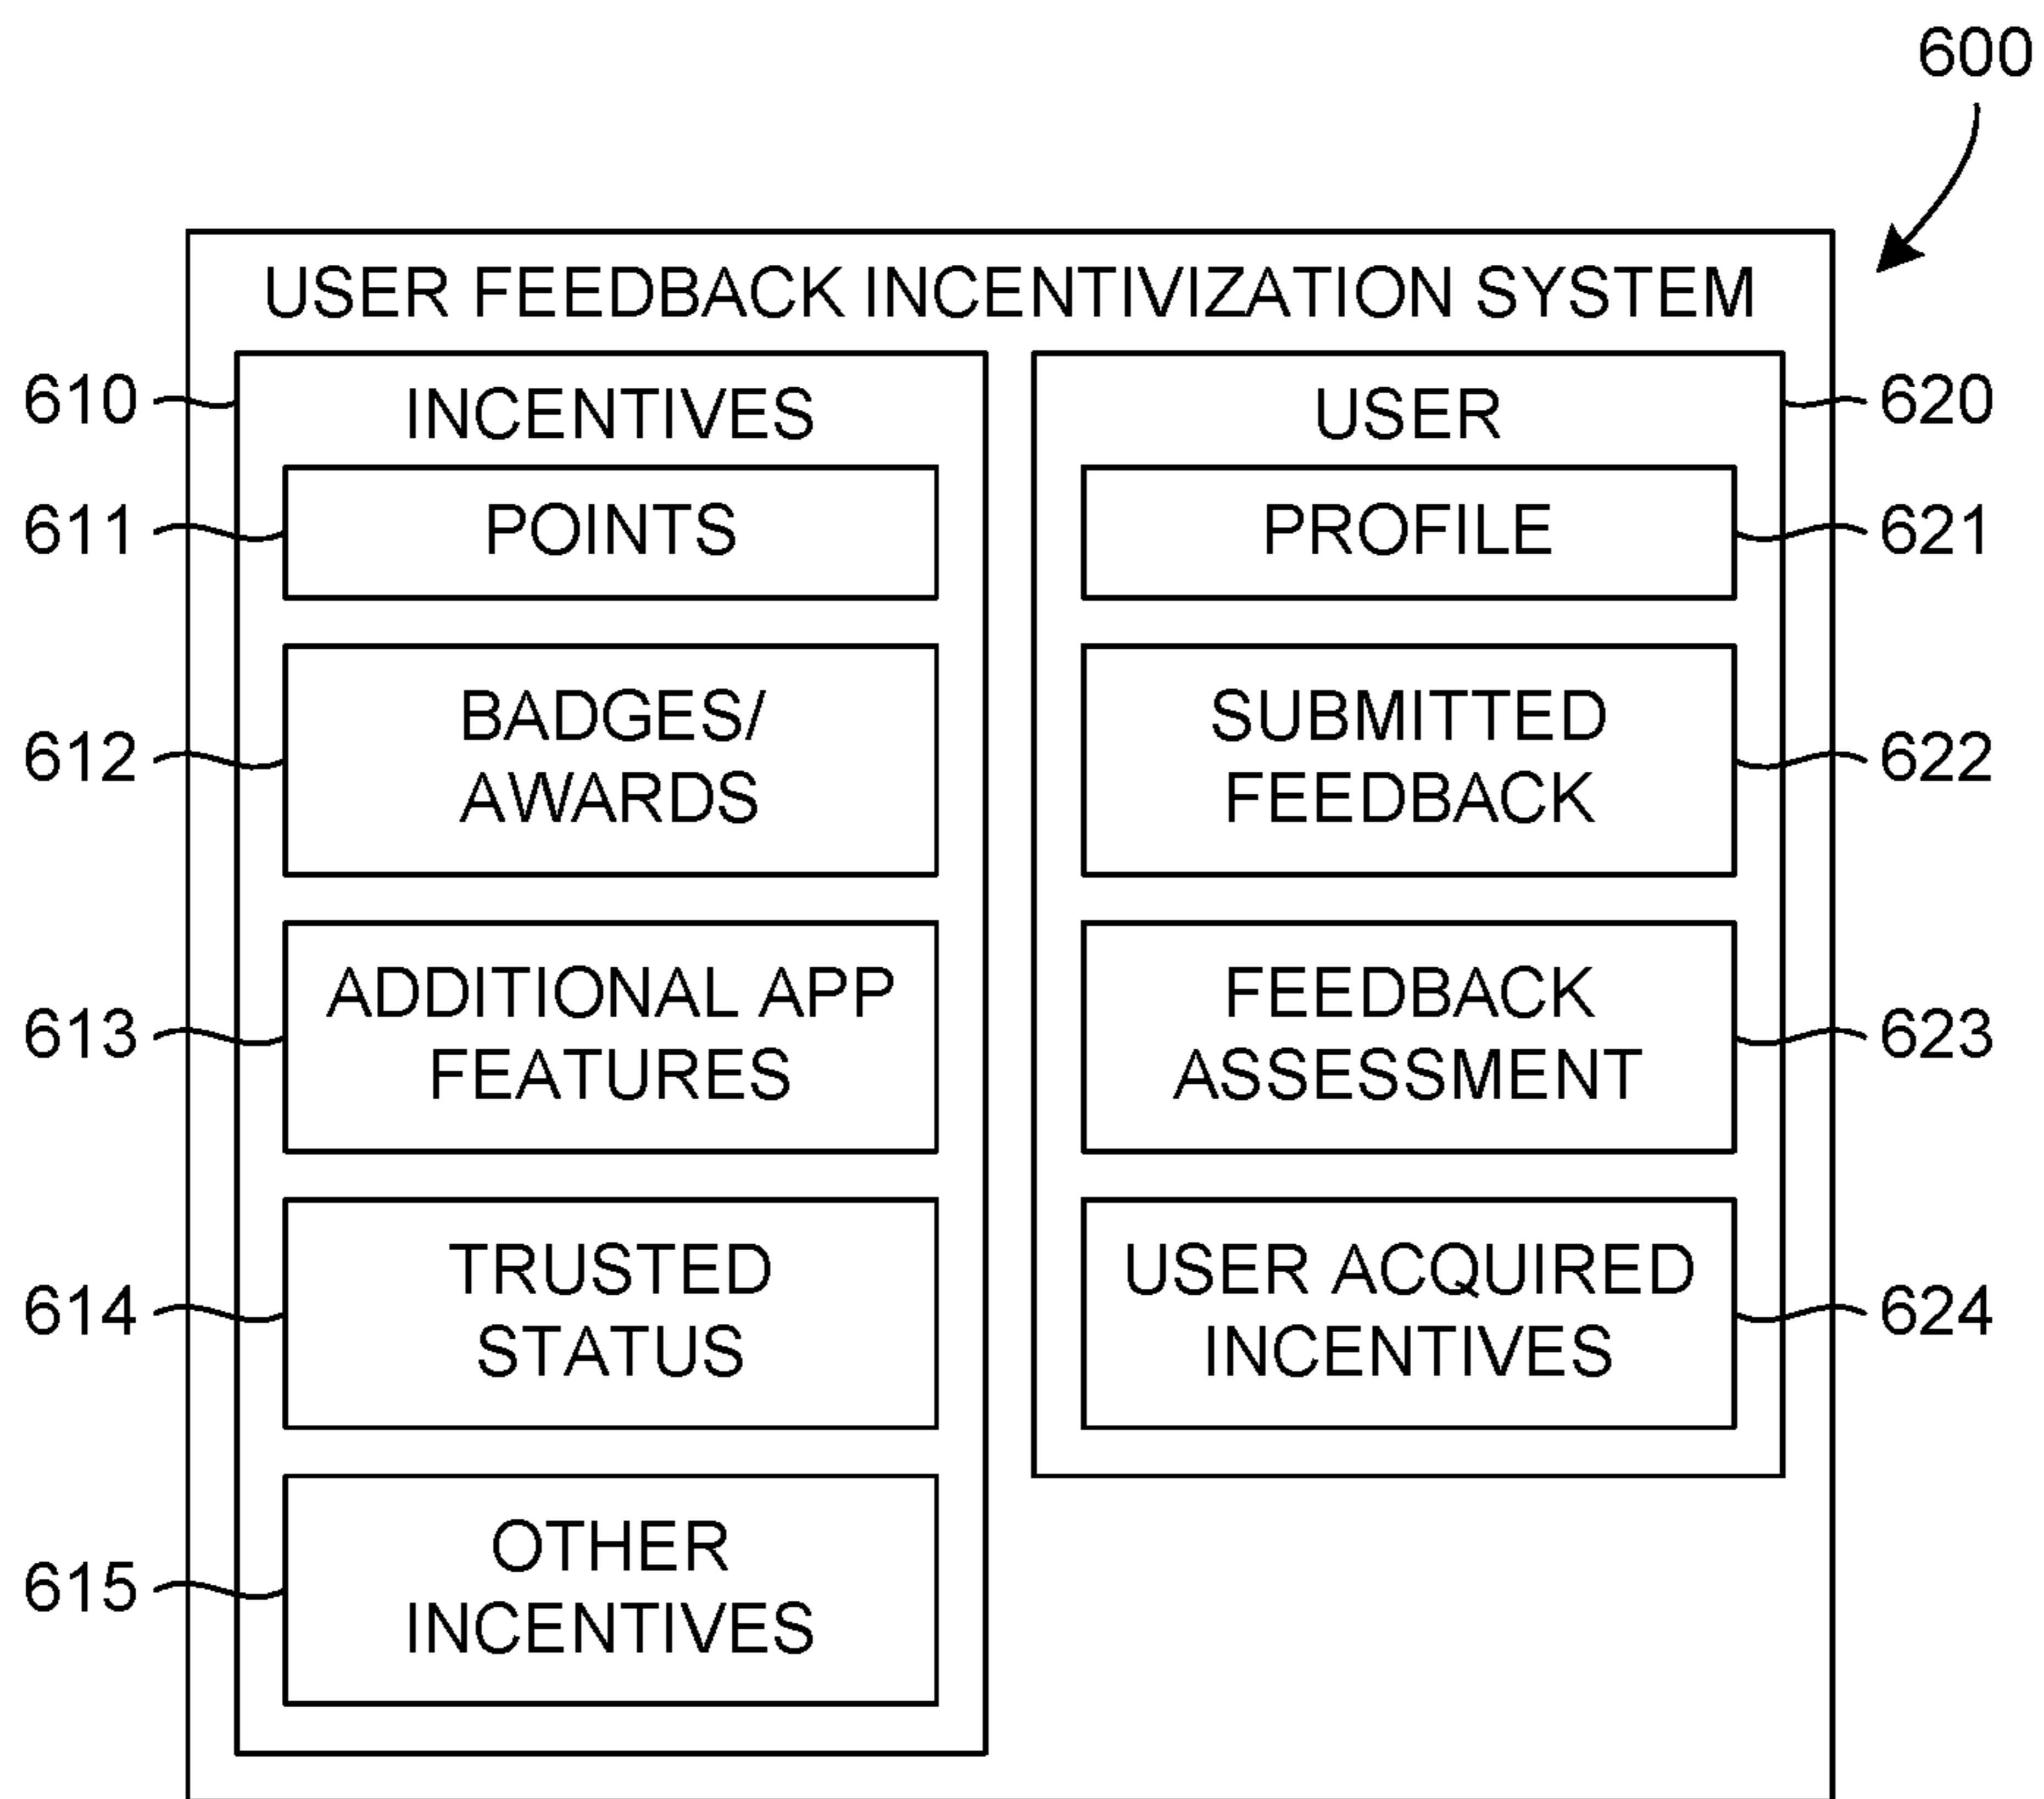 600
USER FEEDBACK INCENTIVIZATION SYSTEM
610
INCENTIVES
611
POINTS
612
BADGES/
AWARDS
613
ADDITIONAL APP
FEATURES
614
TRUSTED
STATUS
615
OTHER
INCENTIVES
USER
620
PROFILE
621
SUBMITTED
FEEDBACK
622
FEEDBACK
ASSESSMENT
623
USER ACQUIRED
INCENTIVES
624